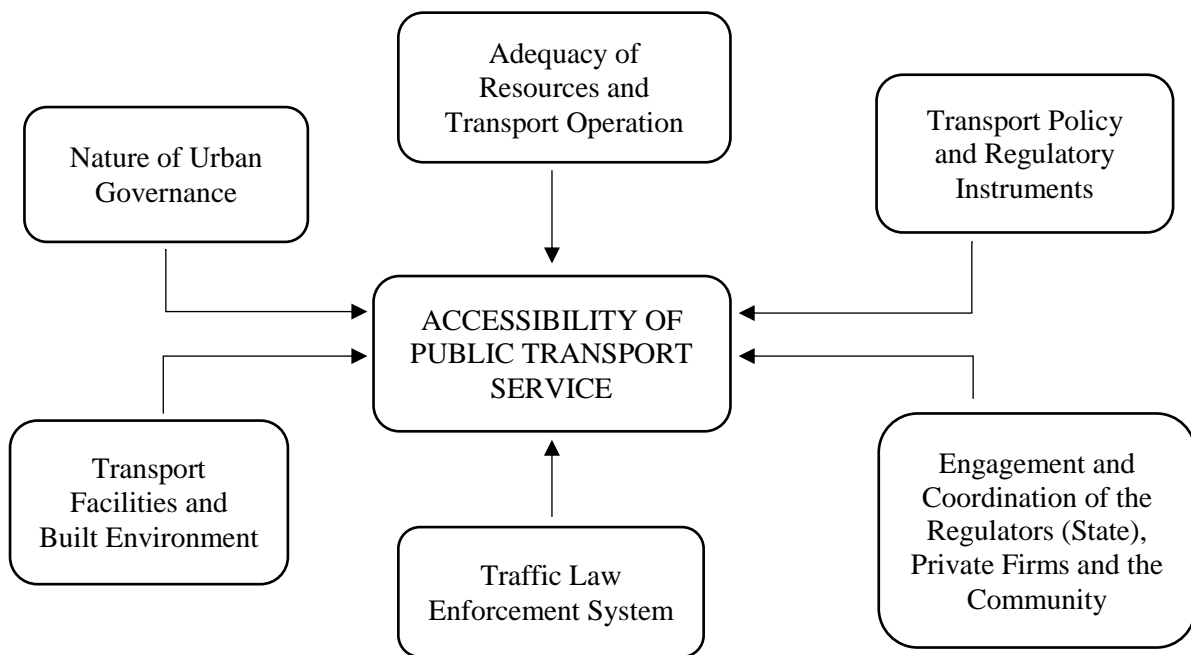 Adequacy of
Resources and
Transport Operation
Nature of Urban
Governance
Transport Policy
and Regulatory
Instruments
ACCESSIBILITY OF
PUBLIC TRANSPORT
SERVICE
Transport
Facilities and
Built Environment
Traffic Law
Enforcement System
Engagement and
Coordination of the
Regulators (State),
Private Firms and the
Community